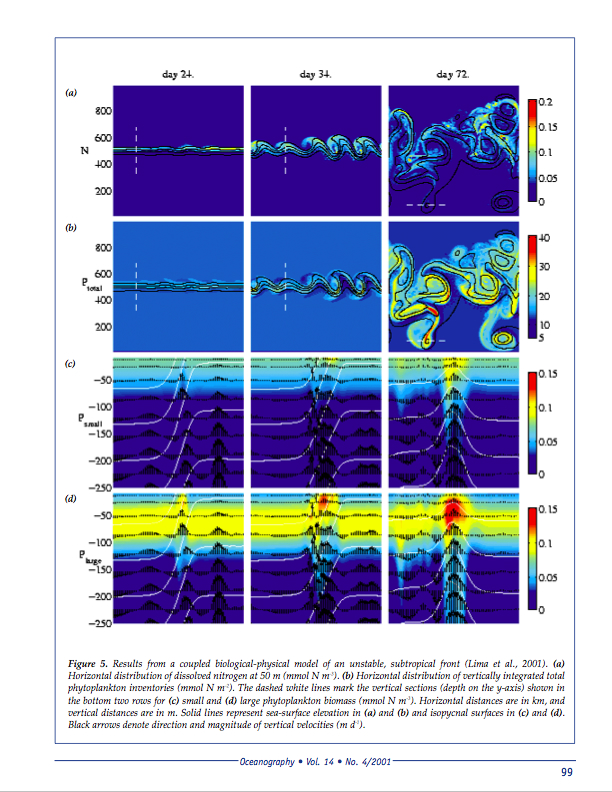 day 24.
day 34.
day 72.
(a)
N
800
600
400
200
0.2
0.15
0.1
0.05
0
(b)
P total
800
600
400
200
40
30
20
10
5
(c)
P small
−50
−100
−150
−200
−250
0.15
0.1
0.05
0
(d)
P large
−50
−100
−150
−200
−250
0.15
0.1
0.05
0
Figure 5. Results from a coupled biological-physical model of an unstable, subtropical front (Lima et al., 2001). (a)
Horizontal distribution of dissolved nitrogen at 50 m (mmol N m⁻³). (b) Horizontal distribution of vertically integrated total
phytoplankton inventories (mmol N m⁻²). The dashed white lines mark the vertical sections (depth on the y-axis) shown in
the bottom two rows for (c) small and (d) large phytoplankton biomass (mmol N m⁻³). Horizontal distances are in km, and
vertical distances are in m. Solid lines represent sea-surface elevation in (a) and (b) and isopycnal surfaces in (c) and (d).
Black arrows denote direction and magnitude of vertical velocities (m d⁻¹).
Oceanography • Vol. 14 • No. 4/2001
99